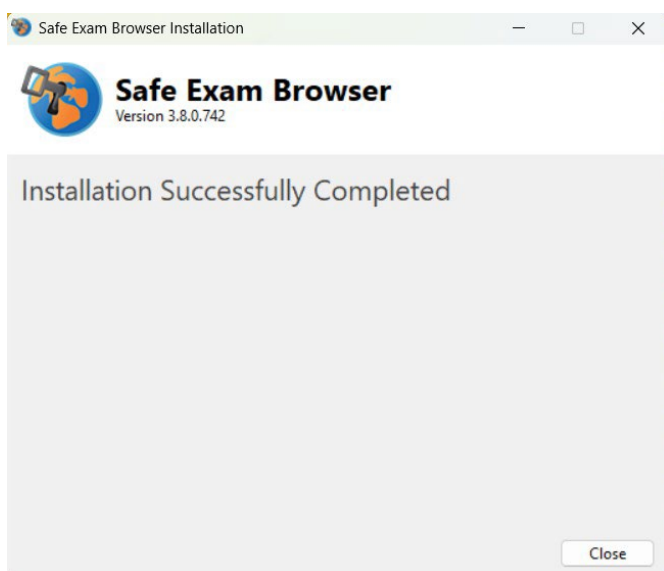 Safe Exam Browser Installation
Safe Exam Browser
Version 3.8.0.742
Installation Successfully Completed
Close